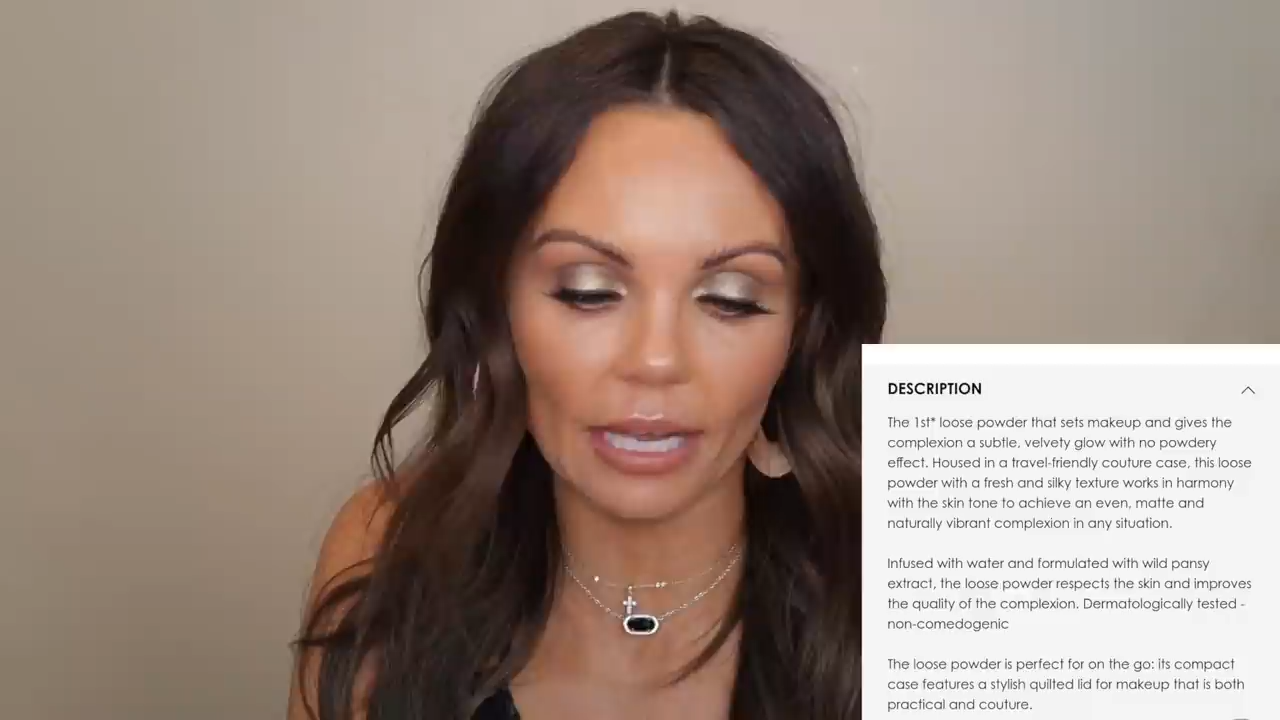 DESCRIPTION
The 1st* loose powder that sets makeup and gives the
complexion a subtle, velvety glow with no powdery
effect. Housed in a travel-friendly couture case, this loose
powder with a fresh and silky texture works in harmony
with the skin tone to achieve an even, matte and
naturally vibrant complexion in any situation.
Infused with water and formulated with wild pansy
extract, the loose powder respects the skin and improves
the quality of the complexion. Dermatologically tested -
non-comedogenic
The loose powder is perfect for on the go: its compact
case features a stylish quilted lid for makeup that is both
practical and couture.